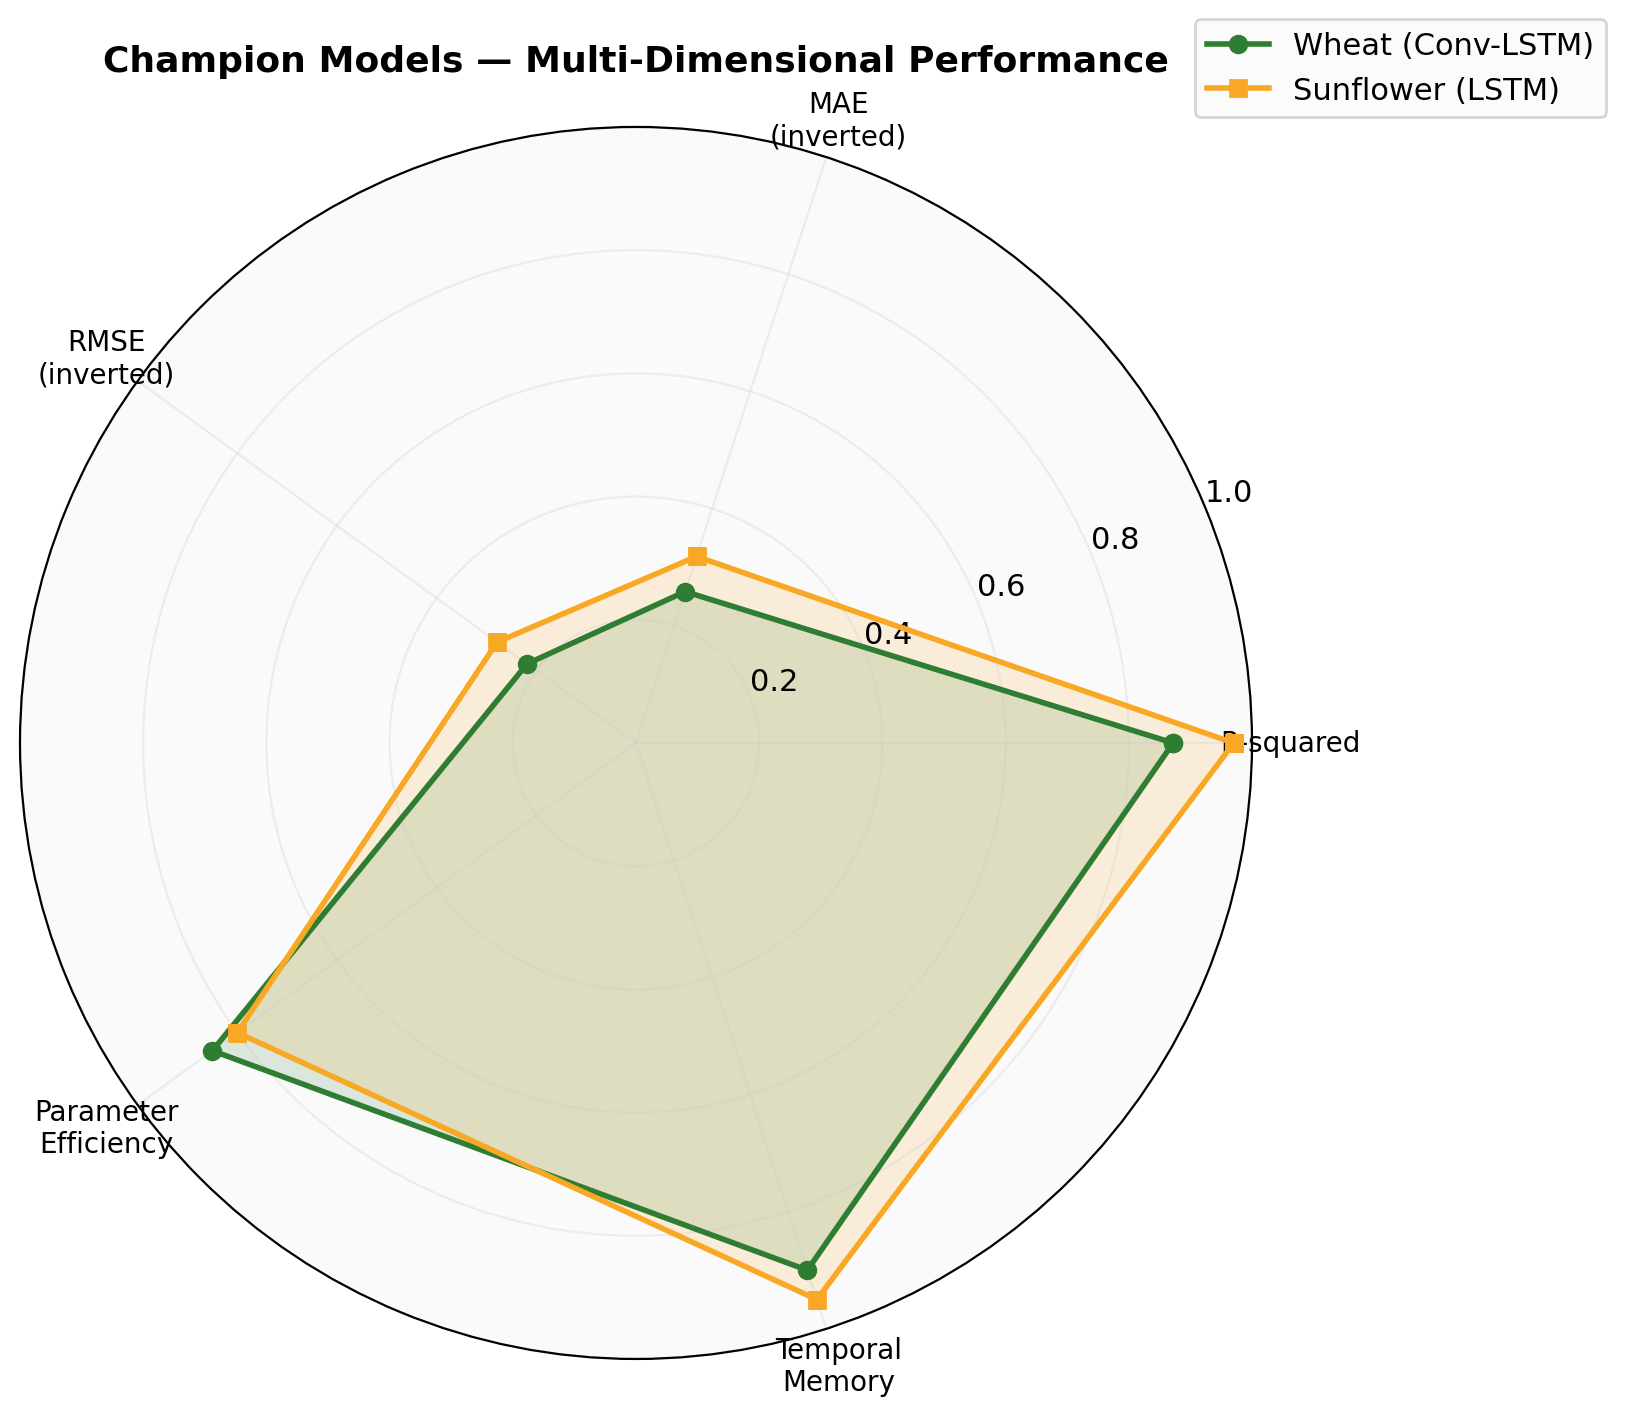 Champion Models — Multi-Dimensional Performance
Wheat (Conv-LSTM)
Sunflower (LSTM)
MAE
(inverted)
RMSE
(inverted)
1.0
0.8
0.6
0.4
0.2
R-squared
Parameter
Efficiency
Temporal
Memory